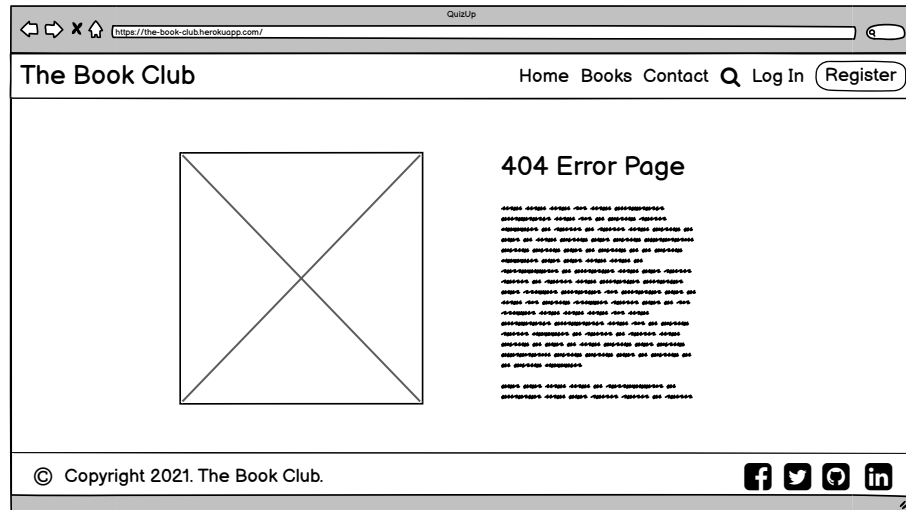 QuizUp
https://the-book-club.herokuapp.com/
The Book Club
Home Books Contact Log In Register
404 Error Page
© Copyright 2021. The Book Club.